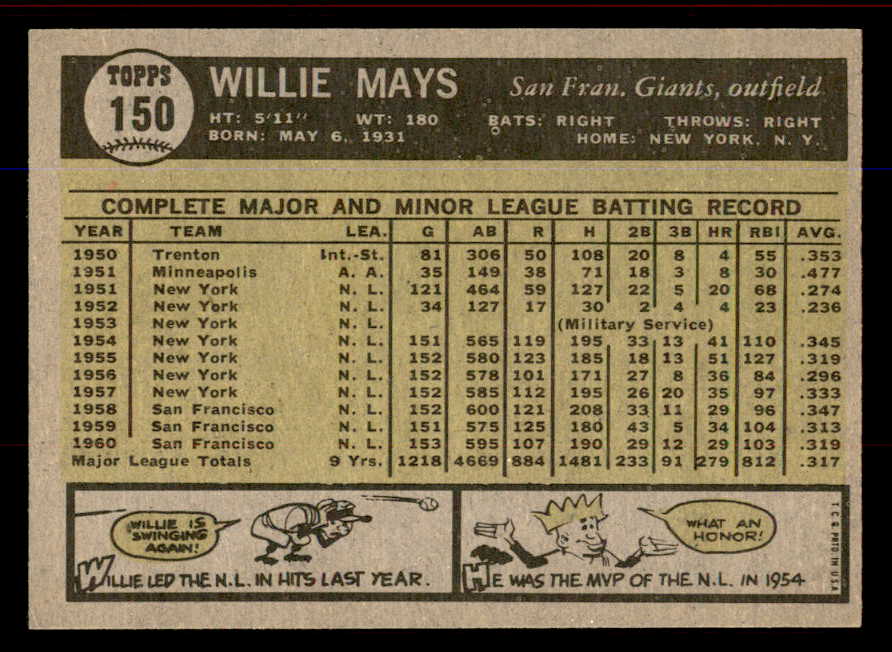 TOPPS
150
WILLIE MAYS San Fran. Giants, outfield
HT: 5'11" WT: 180 BATS: RIGHT THROWS: RIGHT
BORN: MAY 6, 1931 HOME: NEW YORK, N. Y.
COMPLETE MAJOR AND MINOR LEAGUE BATTING RECORD
YEAR TEAM LEA. G AB R H 2B 3B HR RBI AVG.
1950 Trenton Int.-St. 81 306 50 108 20 8 4 55 .353
1951 Minneapolis A. A. 35 149 38 71 18 3 8 30 .477
1951 New York N. L. 121 464 59 127 22 5 20 68 .274
1952 New York N. L. 34 127 17 30 2 4 4 23 .236
1953 New York N. L. (Military Service)
1954 New York N. L. 151 565 119 195 33 13 41 110 .345
1955 New York N. L. 152 580 123 185 18 13 51 127 .319
1956 New York N. L. 152 578 101 171 27 8 36 84 .296
1957 New York N. L. 152 585 112 195 26 20 35 97 .333
1958 San Francisco N. L. 152 600 121 208 33 11 29 96 .347
1959 San Francisco N. L. 151 575 125 180 43 5 34 104 .313
1960 San Francisco N. L. 153 595 107 190 29 12 29 103 .319
Major League Totals 9 Yrs. 1218 4669 884 1481 233 91 279 812 .317
WILLIE IS
SWINGING
AGAIN!
WILLIE LED THE N.L. IN HITS LAST YEAR.
WHAT AN
HONOR!
HE WAS THE MVP OF THE N.L. IN 1954
T.C.G. PRTD. IN U.S.A.